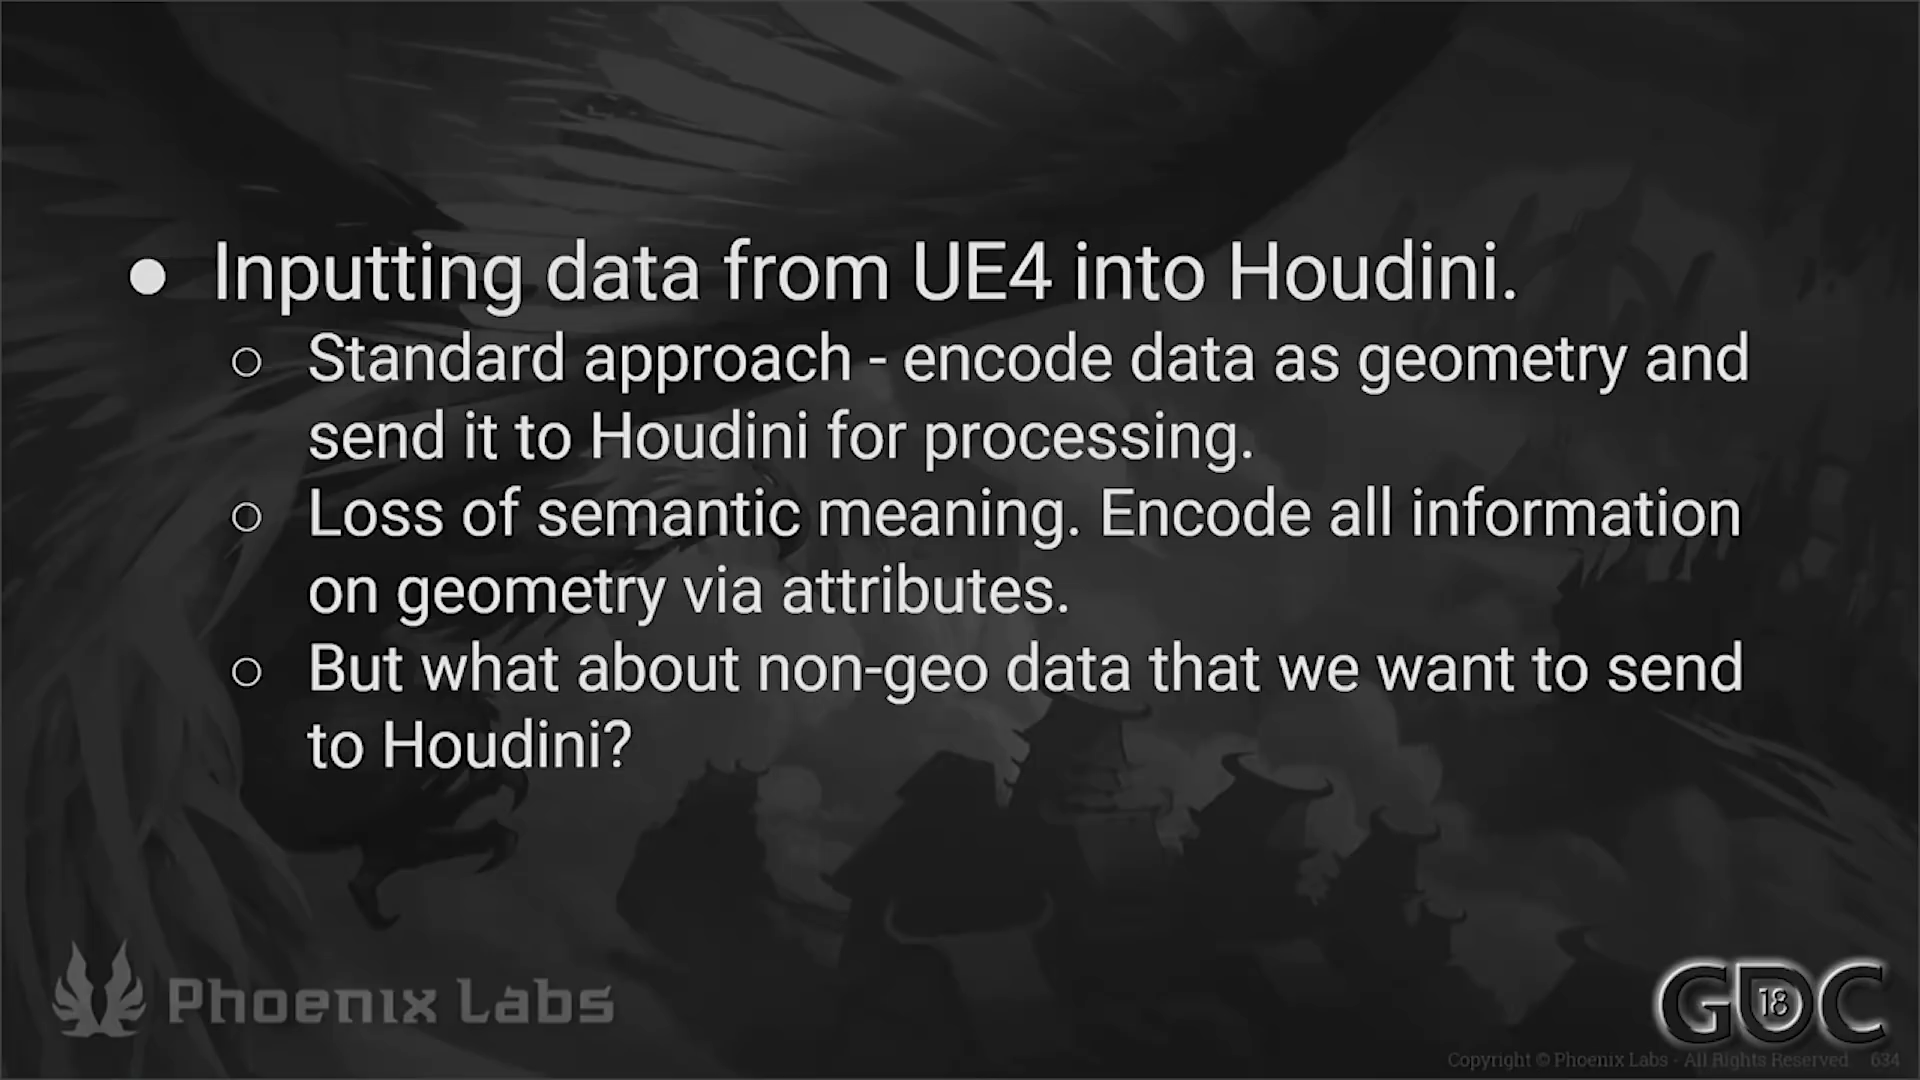 ● Inputting data from UE4 into Houdini.
○ Standard approach - encode data as geometry and
send it to Houdini for processing.
○ Loss of semantic meaning. Encode all information
on geometry via attributes.
○ But what about non-geo data that we want to send
to Houdini?
Phoenix Labs
GDC 18
Copyright © Phoenix Labs - All Rights Reserved 634